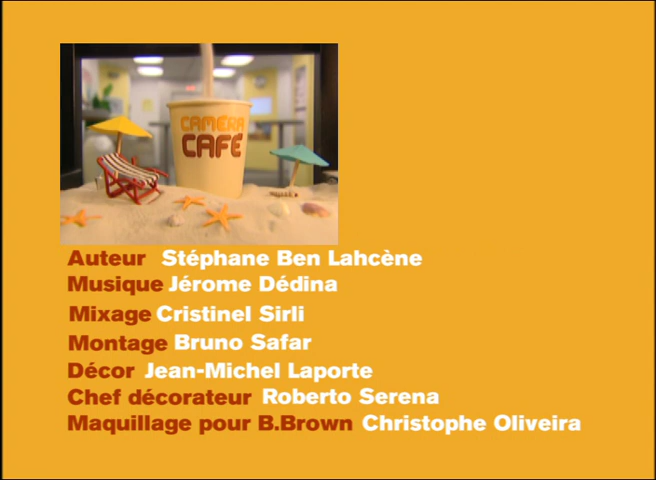 CAMÉRA
CAFÉ
Auteur Stéphane Ben Lahcène
Musique Jérome Dédina
Mixage Cristinel Sirli
Montage Bruno Safar
Décor Jean-Michel Laporte
Chef décorateur Roberto Serena
Maquillage pour B.Brown Christophe Oliveira